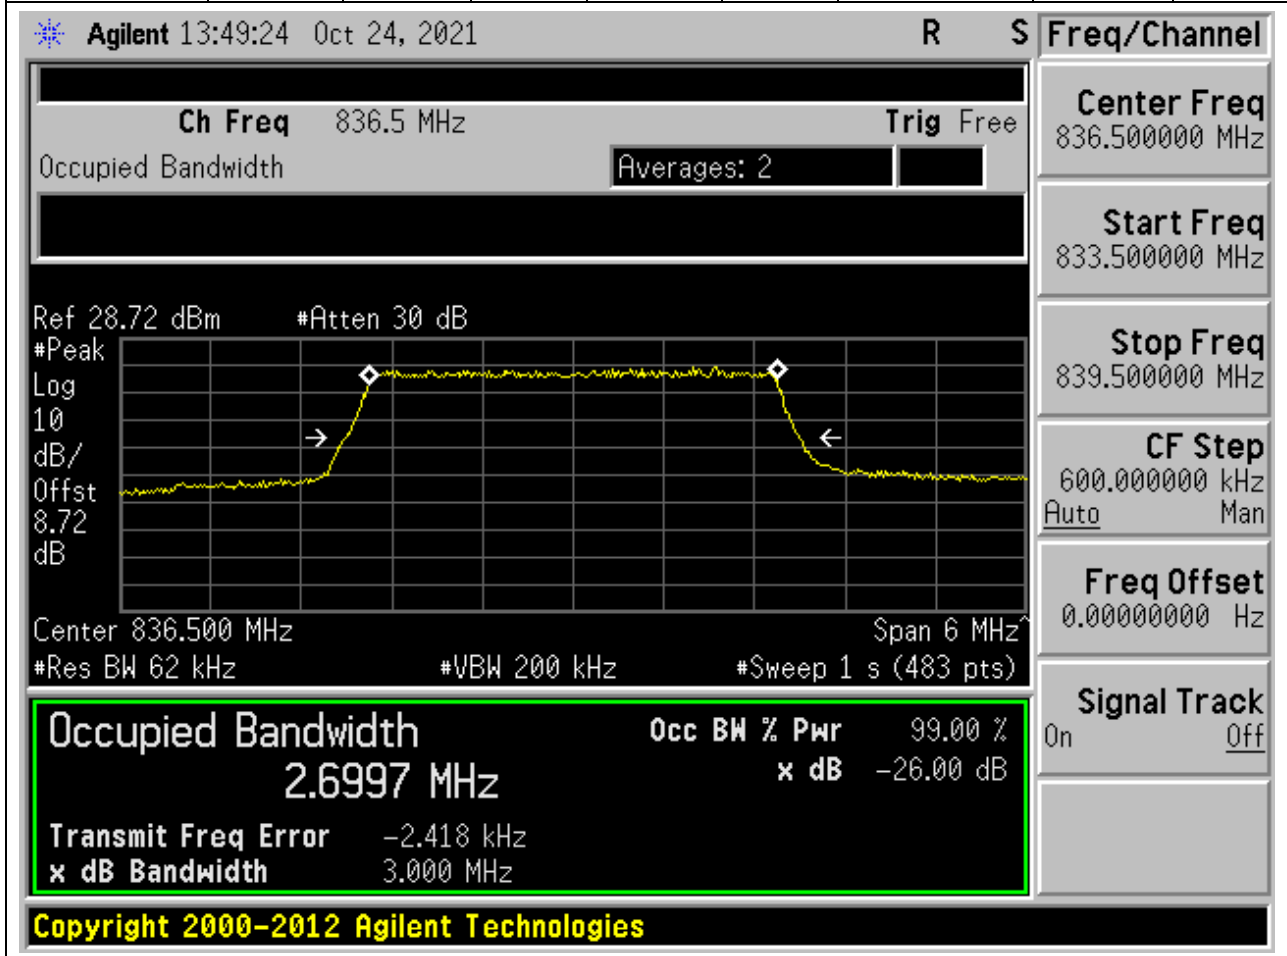 Agilent 13:49:24 Oct 24, 2021 R S
Freq/Channel
Ch Freq 836.5 MHz Trig Free
Occupied Bandwidth Averages: 2
Center Freq
836.500000 MHz
Start Freq
833.500000 MHz
Stop Freq
839.500000 MHz
CF Step
600.000000 kHz
Auto Man
Freq Offset
0.00000000 Hz
Signal Track
On Off
Ref 28.72 dBm #Atten 30 dB
#Peak
Log
10
dB/
Offst
8.72
dB
Center 836.500 MHz Span 6 MHz^
#Res BW 62 kHz #VBW 200 kHz #Sweep 1 s (483 pts)
Occupied Bandwidth
2.6997 MHz
Occ BW % Pwr 99.00 %
x dB -26.00 dB
Transmit Freq Error -2.418 kHz
x dB Bandwidth 3.000 MHz
Copyright 2000-2012 Agilent Technologies